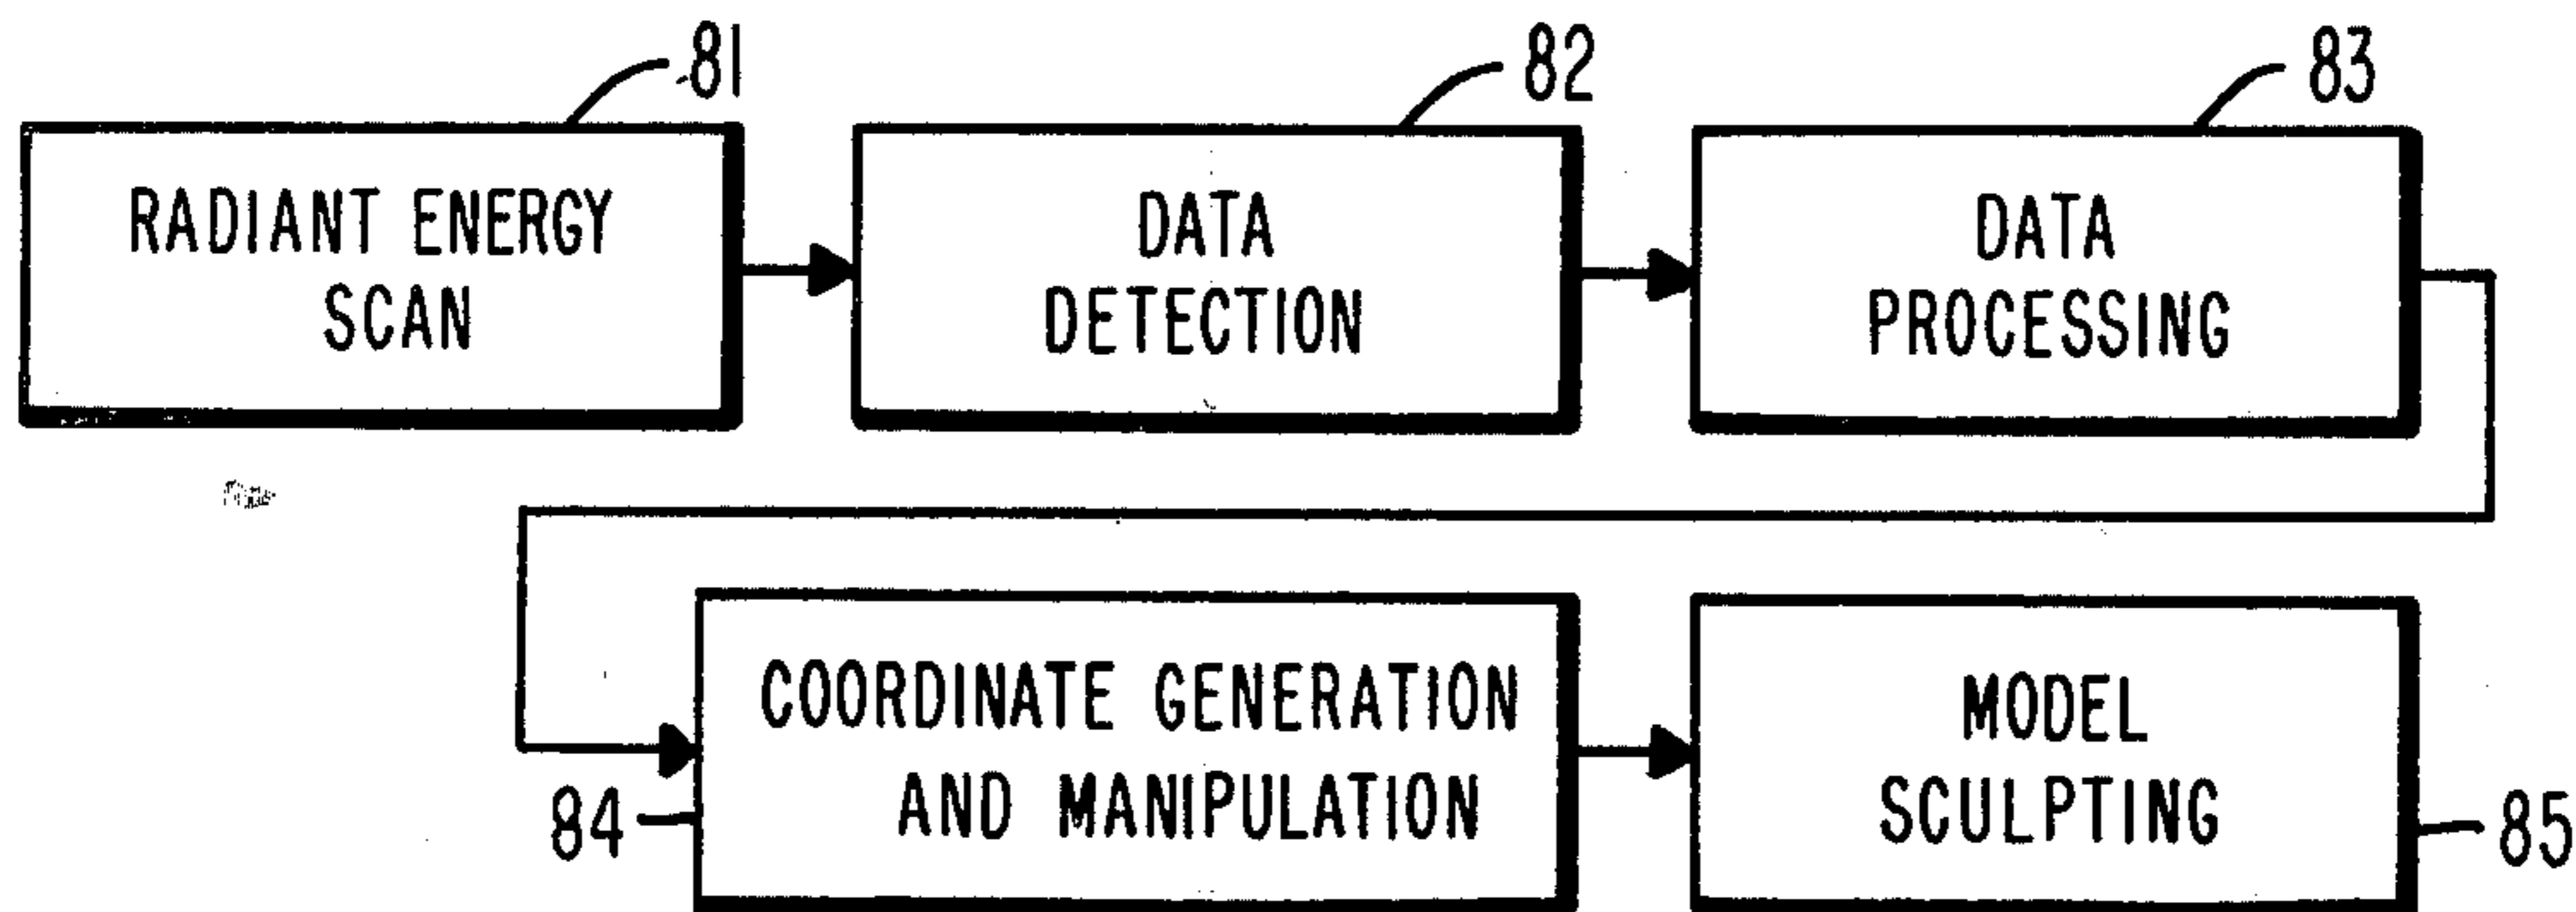 81
82
83
RADIANT ENERGY
SCAN
DATA
DETECTION
DATA
PROCESSING
84
COORDINATE GENERATION
AND MANIPULATION
MODEL
SCULPTING
85